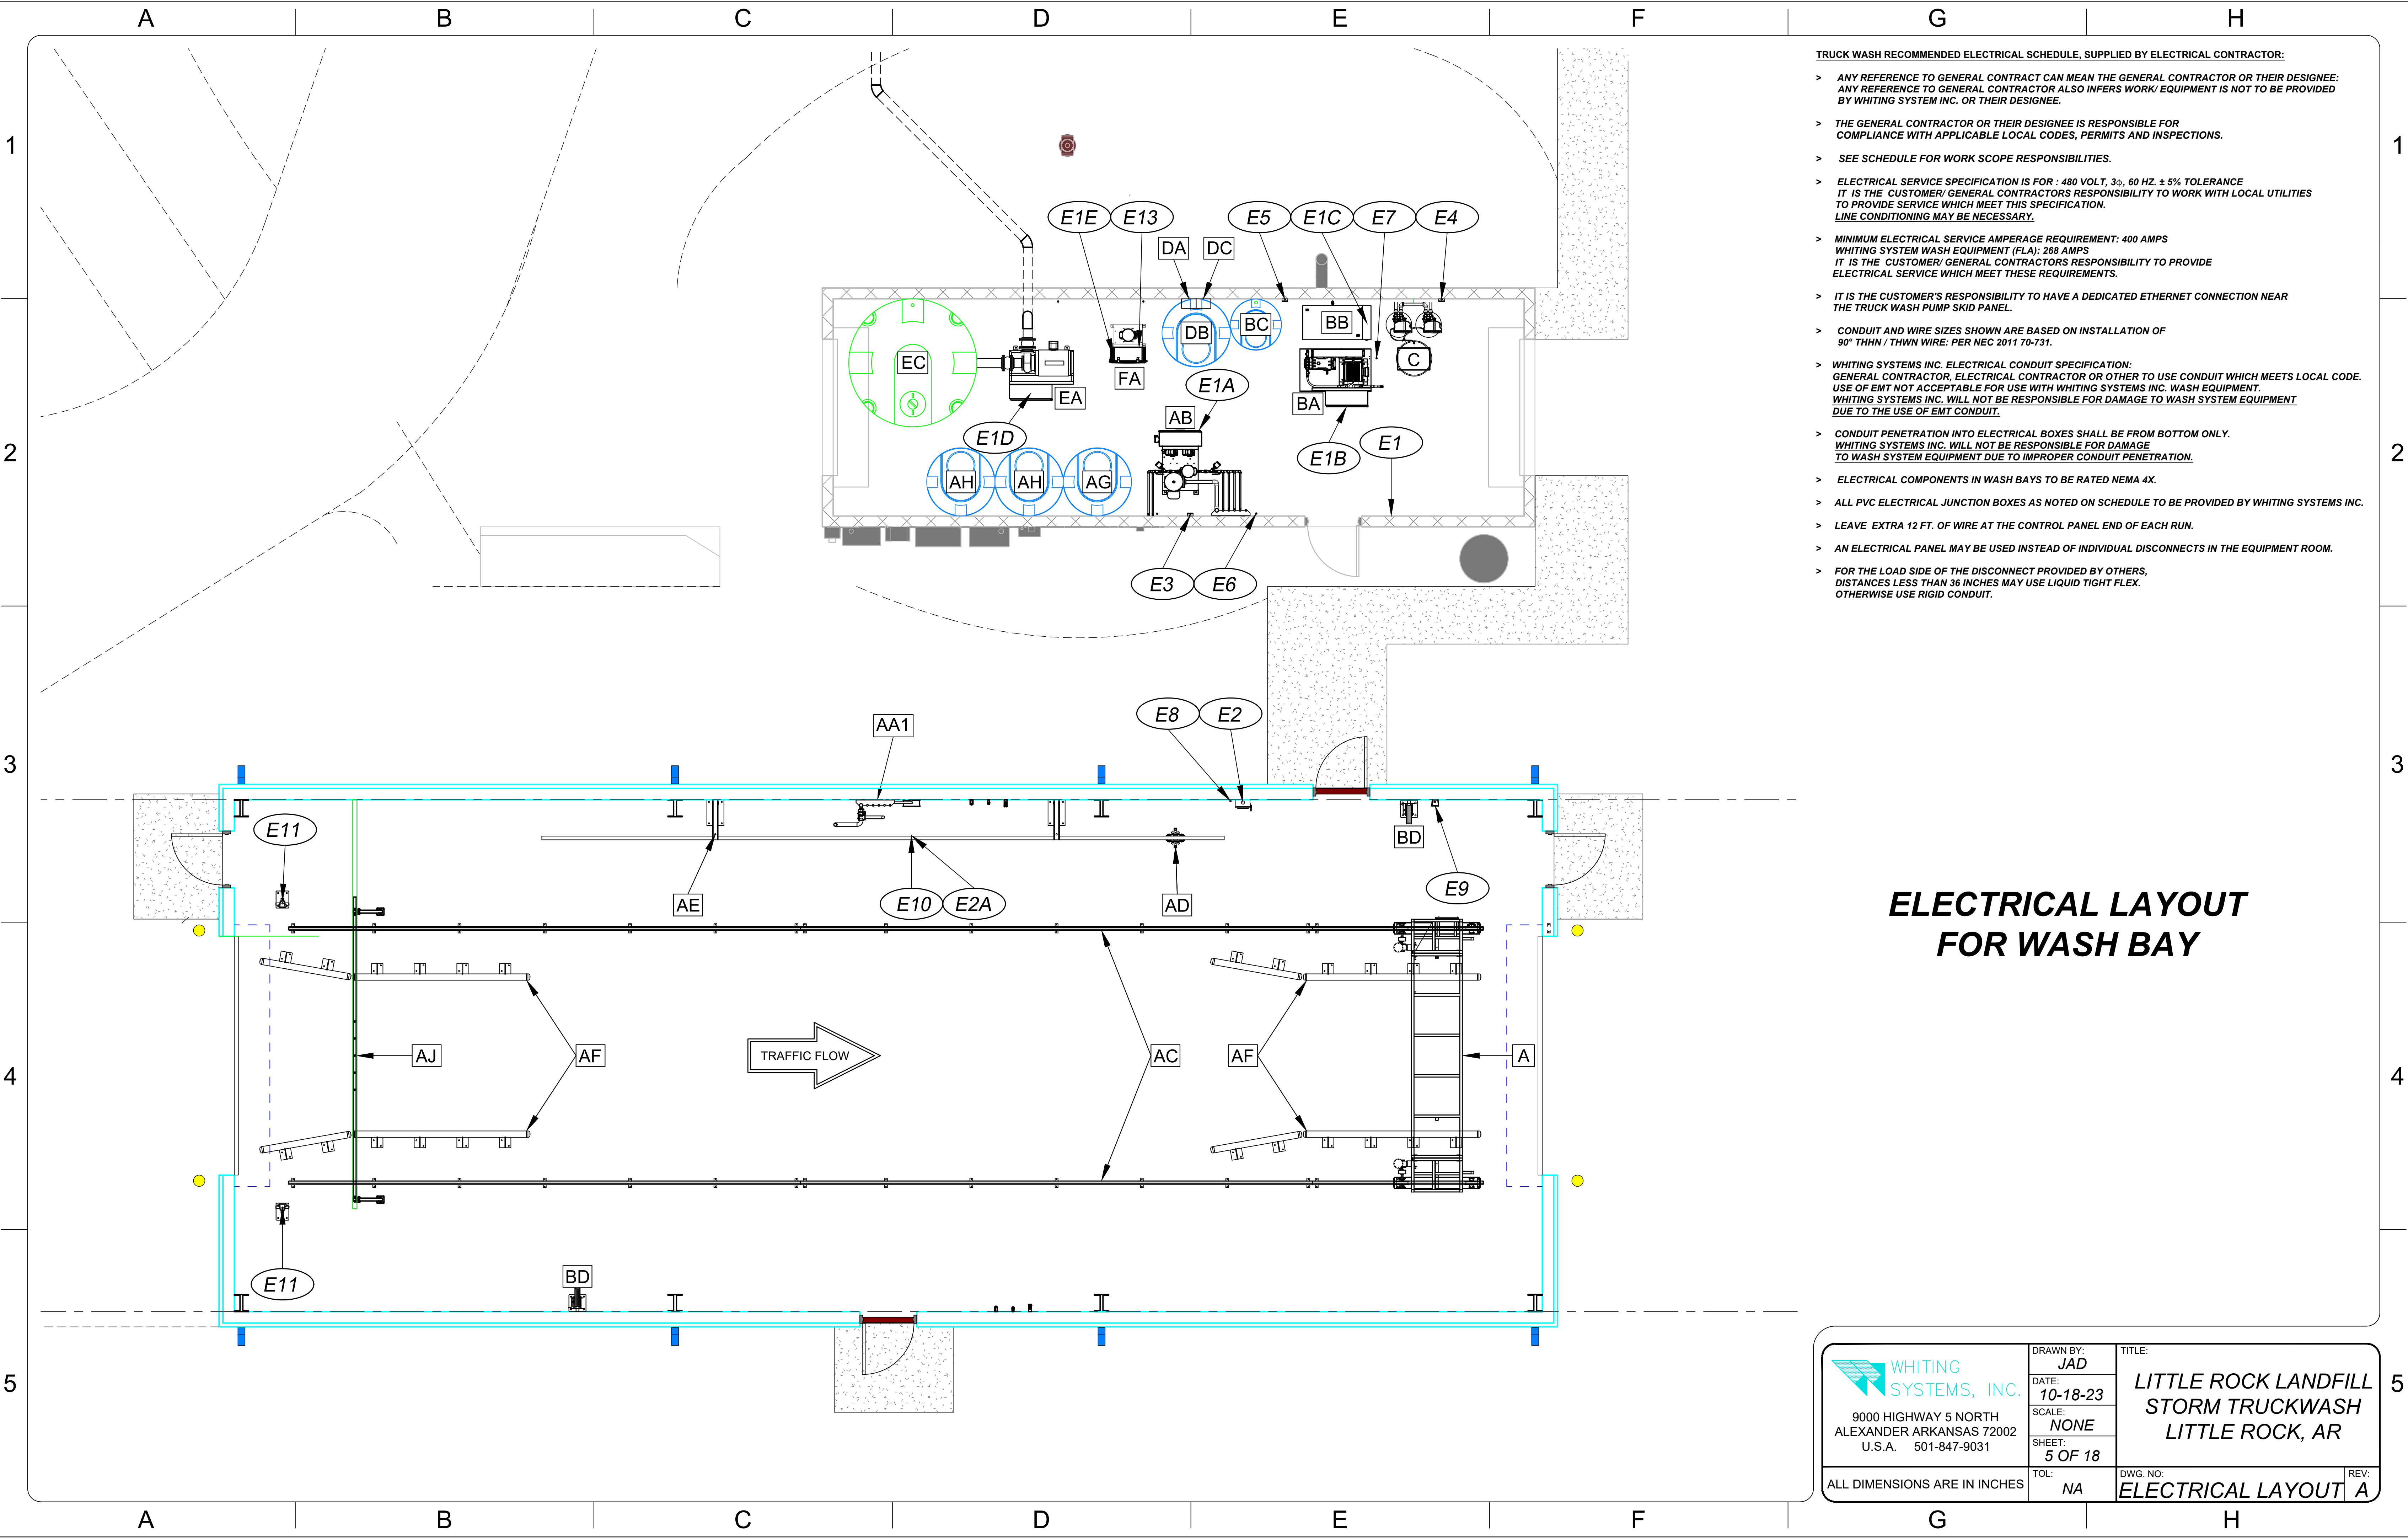 A B C D E F G H
1
1
TRUCK WASH RECOMMENDED ELECTRICAL SCHEDULE, SUPPLIED BY ELECTRICAL CONTRACTOR:
> ANY REFERENCE TO GENERAL CONTRACT CAN MEAN THE GENERAL CONTRACTOR OR THEIR DESIGNEE:
ANY REFERENCE TO GENERAL CONTRACTOR ALSO INFERS WORK/ EQUIPMENT IS NOT TO BE PROVIDED
BY WHITING SYSTEM INC. OR THEIR DESIGNEE.
> THE GENERAL CONTRACTOR OR THEIR DESIGNEE IS RESPONSIBLE FOR
COMPLIANCE WITH APPLICABLE LOCAL CODES, PERMITS AND INSPECTIONS.
> SEE SCHEDULE FOR WORK SCOPE RESPONSIBILITIES.
> ELECTRICAL SERVICE SPECIFICATION IS FOR : 480 VOLT, 3ϕ, 60 HZ. ± 5% TOLERANCE
IT IS THE CUSTOMER/ GENERAL CONTRACTORS RESPONSIBILITY TO WORK WITH LOCAL UTILITIES
TO PROVIDE SERVICE WHICH MEET THIS SPECIFICATION.
LINE CONDITIONING MAY BE NECESSARY.
> MINIMUM ELECTRICAL SERVICE AMPERAGE REQUIREMENT: 400 AMPS
WHITING SYSTEM WASH EQUIPMENT (FLA): 268 AMPS
IT IS THE CUSTOMER/ GENERAL CONTRACTORS RESPONSIBILITY TO PROVIDE
ELECTRICAL SERVICE WHICH MEET THESE REQUIREMENTS.
> IT IS THE CUSTOMER'S RESPONSIBILITY TO HAVE A DEDICATED ETHERNET CONNECTION NEAR
THE TRUCK WASH PUMP SKID PANEL.
> CONDUIT AND WIRE SIZES SHOWN ARE BASED ON INSTALLATION OF
90° THHN / THWN WIRE: PER NEC 2011 70-731.
> WHITING SYSTEMS INC. ELECTRICAL CONDUIT SPECIFICATION:
GENERAL CONTRACTOR, ELECTRICAL CONTRACTOR OR OTHER TO USE CONDUIT WHICH MEETS LOCAL CODE.
USE OF EMT NOT ACCEPTABLE FOR USE WITH WHITING SYSTEMS INC. WASH EQUIPMENT.
WHITING SYSTEMS INC. WILL NOT BE RESPONSIBLE FOR DAMAGE TO WASH SYSTEM EQUIPMENT
DUE TO THE USE OF EMT CONDUIT.
> CONDUIT PENETRATION INTO ELECTRICAL BOXES SHALL BE FROM BOTTOM ONLY.
WHITING SYSTEMS INC. WILL NOT BE RESPONSIBLE FOR DAMAGE
TO WASH SYSTEM EQUIPMENT DUE TO IMPROPER CONDUIT PENETRATION.
> ELECTRICAL COMPONENTS IN WASH BAYS TO BE RATED NEMA 4X.
> ALL PVC ELECTRICAL JUNCTION BOXES AS NOTED ON SCHEDULE TO BE PROVIDED BY WHITING SYSTEMS INC.
> LEAVE EXTRA 12 FT. OF WIRE AT THE CONTROL PANEL END OF EACH RUN.
> AN ELECTRICAL PANEL MAY BE USED INSTEAD OF INDIVIDUAL DISCONNECTS IN THE EQUIPMENT ROOM.
> FOR THE LOAD SIDE OF THE DISCONNECT PROVIDED BY OTHERS,
DISTANCES LESS THAN 36 INCHES MAY USE LIQUID TIGHT FLEX.
OTHERWISE USE RIGID CONDUIT.
E1E E13 E5 E1C E7 E4
DA DC
DB BC BB
EC C
FA
EA E1A BA
AB
E1D E1 E1B
2
2
AH AH AG
E3 E6
E8 E2
AA1
3
3
E11 BD
AE E10 E2A AD E9
ELECTRICAL LAYOUT
FOR WASH BAY
AJ AF TRAFFIC FLOW AC AF A
4
4
E11 BD
5
5
WHITING
SYSTEMS, INC.
9000 HIGHWAY 5 NORTH
ALEXANDER ARKANSAS 72002
U.S.A. 501-847-9031
ALL DIMENSIONS ARE IN INCHES
DRAWN BY:
JAD
DATE:
10-18-23
SCALE:
NONE
SHEET:
5 OF 18
TOL:
NA
TITLE:
LITTLE ROCK LANDFILL
STORM TRUCKWASH
LITTLE ROCK, AR
DWG. NO:
ELECTRICAL LAYOUT
REV:
A
A B C D E F G H